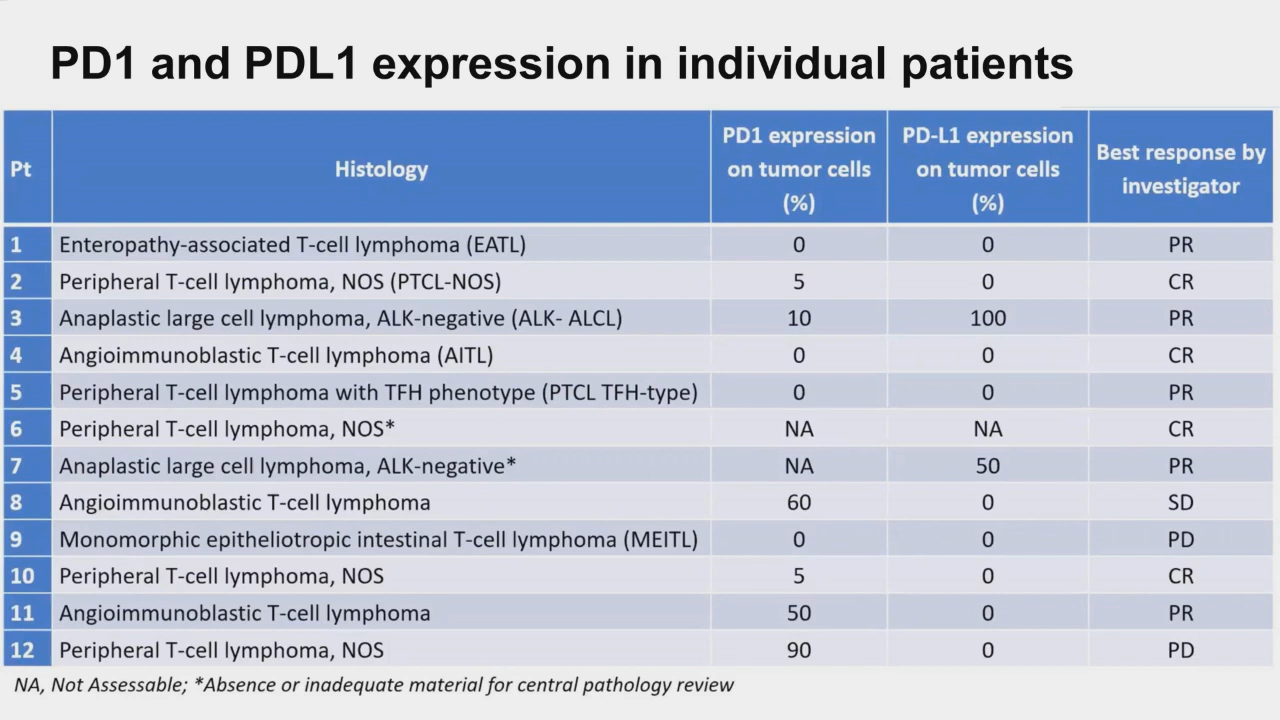 PD1 and PDL1 expression in individual patients
Pt Histology PD1 expression on tumor cells (%) PD-L1 expression on tumor cells (%) Best response by investigator
1 Enteropathy-associated T-cell lymphoma (EATL) 0 0 PR
2 Peripheral T-cell lymphoma, NOS (PTCL-NOS) 5 0 CR
3 Anaplastic large cell lymphoma, ALK-negative (ALK- ALCL) 10 100 PR
4 Angioimmunoblastic T-cell lymphoma (AITL) 0 0 CR
5 Peripheral T-cell lymphoma with TFH phenotype (PTCL TFH-type) 0 0 PR
6 Peripheral T-cell lymphoma, NOS* NA NA CR
7 Anaplastic large cell lymphoma, ALK-negative* NA 50 PR
8 Angioimmunoblastic T-cell lymphoma 60 0 SD
9 Monomorphic epitheliotropic intestinal T-cell lymphoma (MEITL) 0 0 PD
10 Peripheral T-cell lymphoma, NOS 5 0 CR
11 Angioimmunoblastic T-cell lymphoma 50 0 PR
12 Peripheral T-cell lymphoma, NOS 90 0 PD
NA, Not Assessable; *Absence or inadequate material for central pathology review